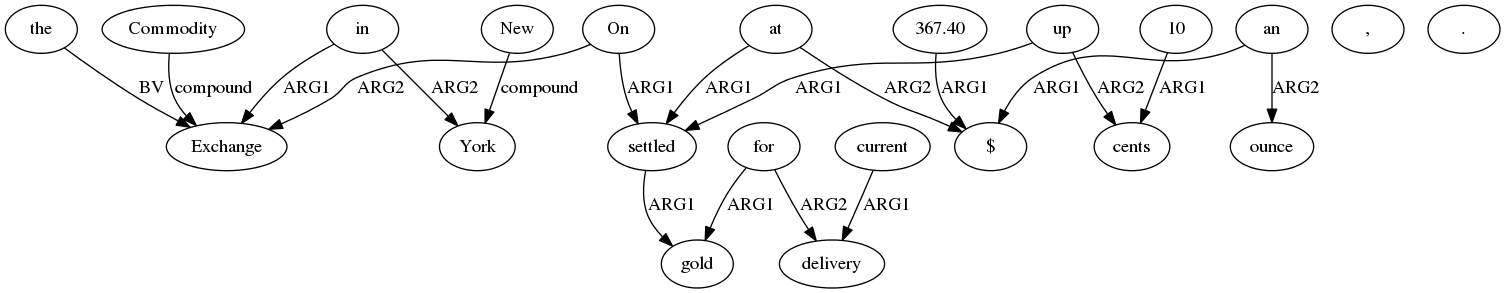 the Commodity in New On at 367.40 up 10 an , .
BV compound ARG1 ARG2 ARG2 compound ARG1 ARG1 ARG1 ARG2 ARG1 ARG2 ARG1 ARG1 ARG2
Exchange York settled for current $ cents ounce
ARG1 ARG1 ARG2 ARG1
gold delivery